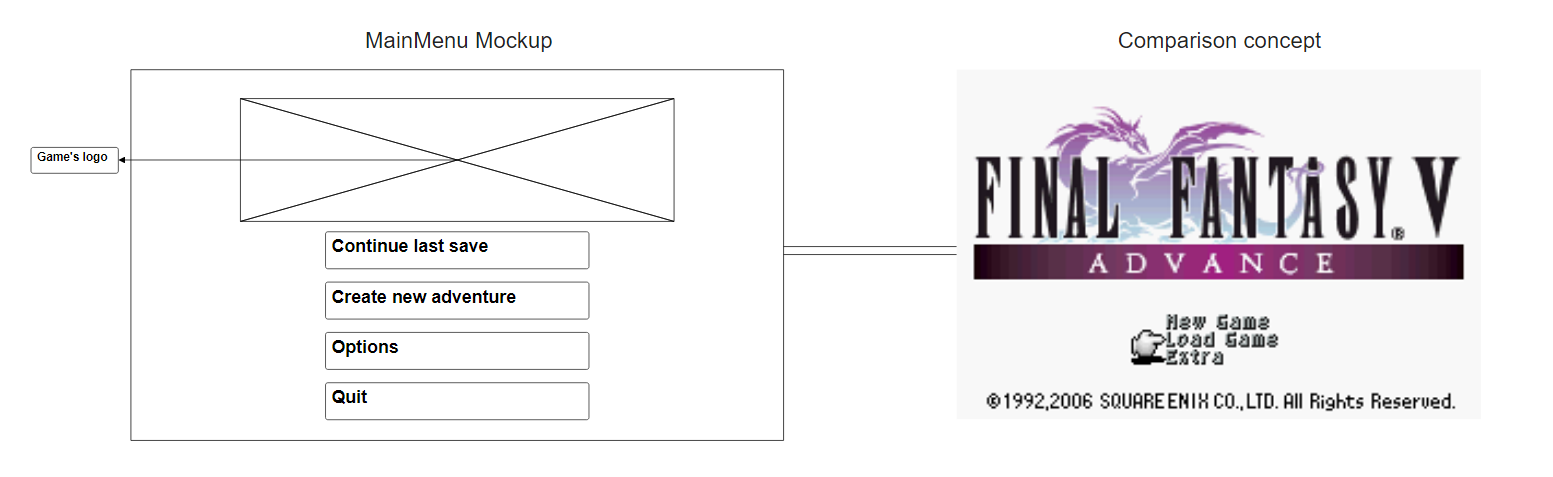 MainMenu Mockup
Comparison concept
Game's logo
Continue last save
Create new adventure
Options
Quit
FINAL FANTASY V®
ADVANCE
New Game
Load Game
Extra
©1992,2006 SQUARE ENIX CO.,LTD. All Rights Reserved.